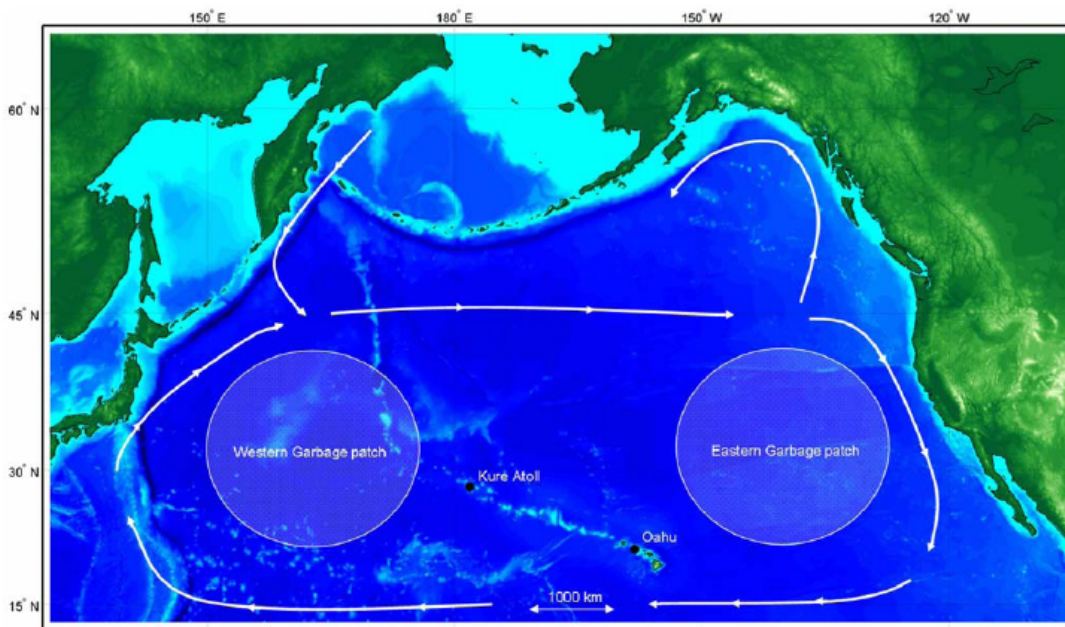 150 °E 180 °E 150 °W 120 °W
60 °N
45 °N
Western Garbage patch Eastern Garbage patch
30 °N
Kure Atoll
Oahu
1000 km
15 °N